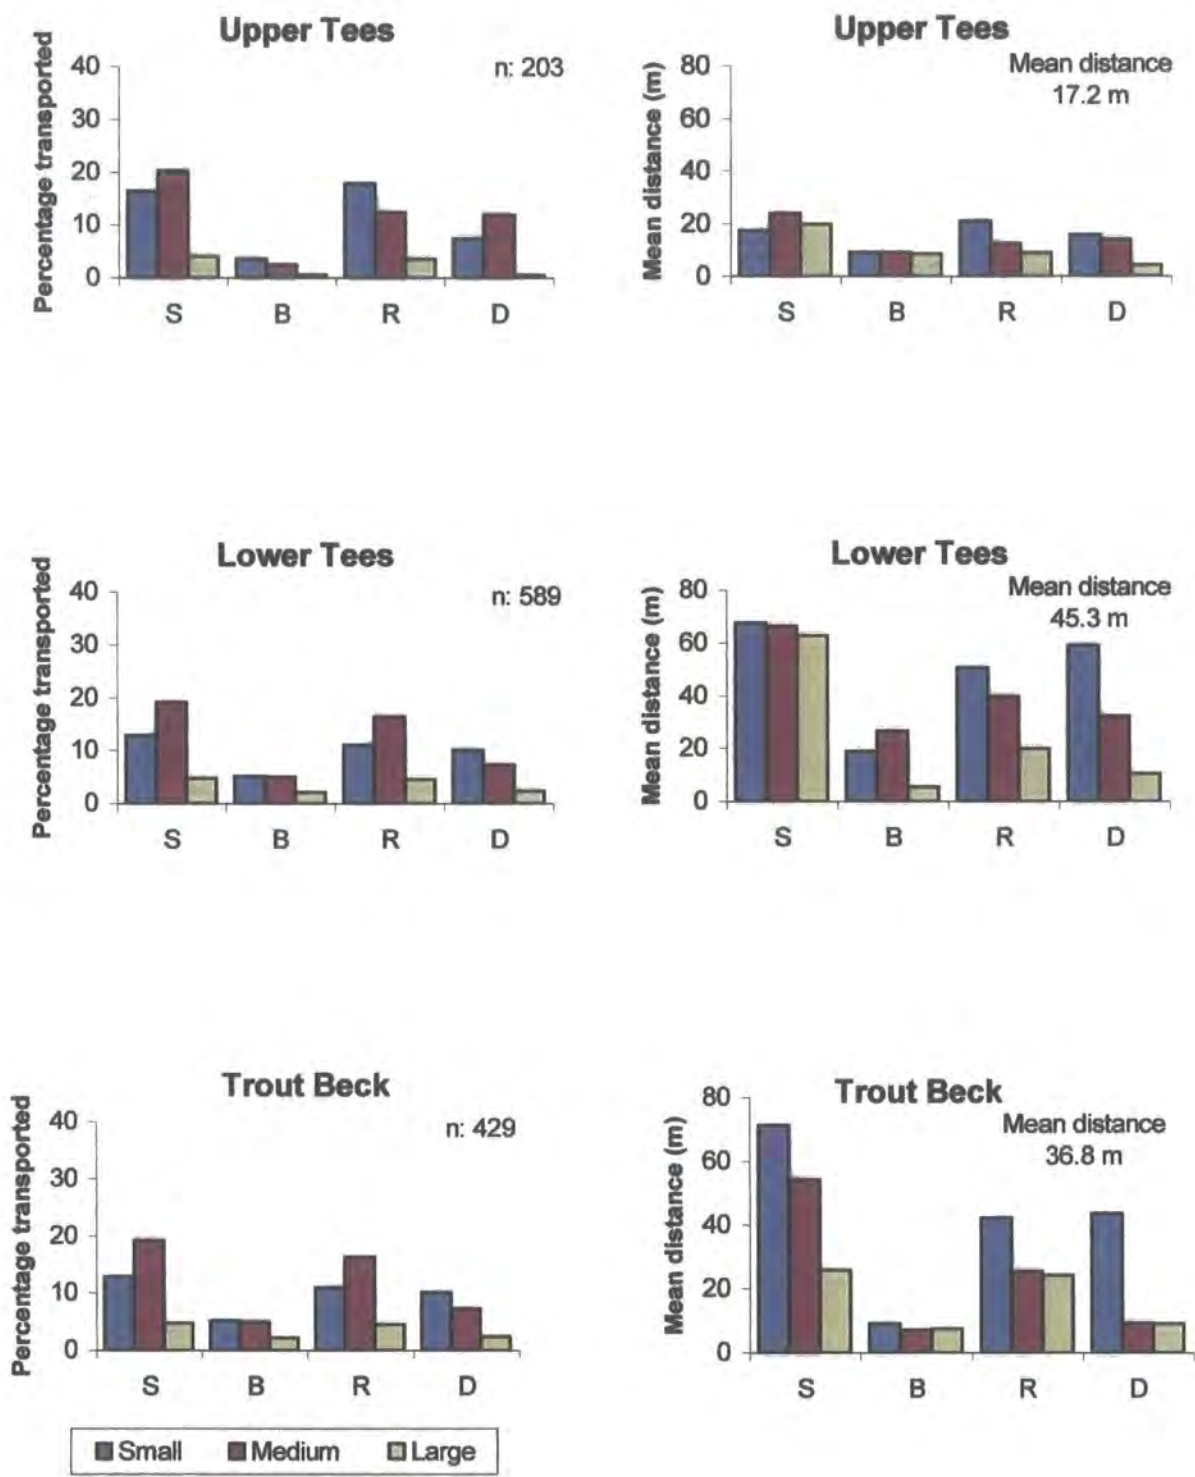 Upper Tees
n: 203
Percentage transported
40
30
20
10
0
S B R D
Upper Tees
Mean distance
17.2 m
Mean distance (m)
80
60
40
20
0
S B R D
Lower Tees
n: 589
Percentage transported
40
30
20
10
0
S B R D
Lower Tees
Mean distance
45.3 m
Mean distance (m)
80
60
40
20
0
S B R D
Trout Beck
n: 429
Percentage transported
40
30
20
10
0
S B R D
Trout Beck
Mean distance
36.8 m
Mean distance (m)
80
60
40
20
0
S B R D
Small Medium Large